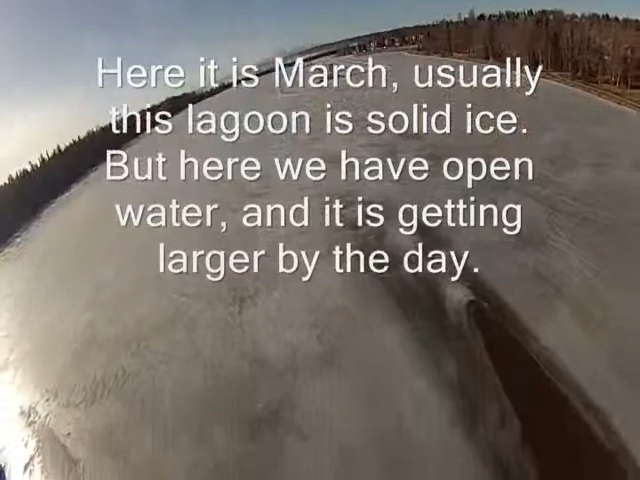 Here it is March, usually
this lagoon is solid ice.
But here we have open
water, and it is getting
larger by the day.